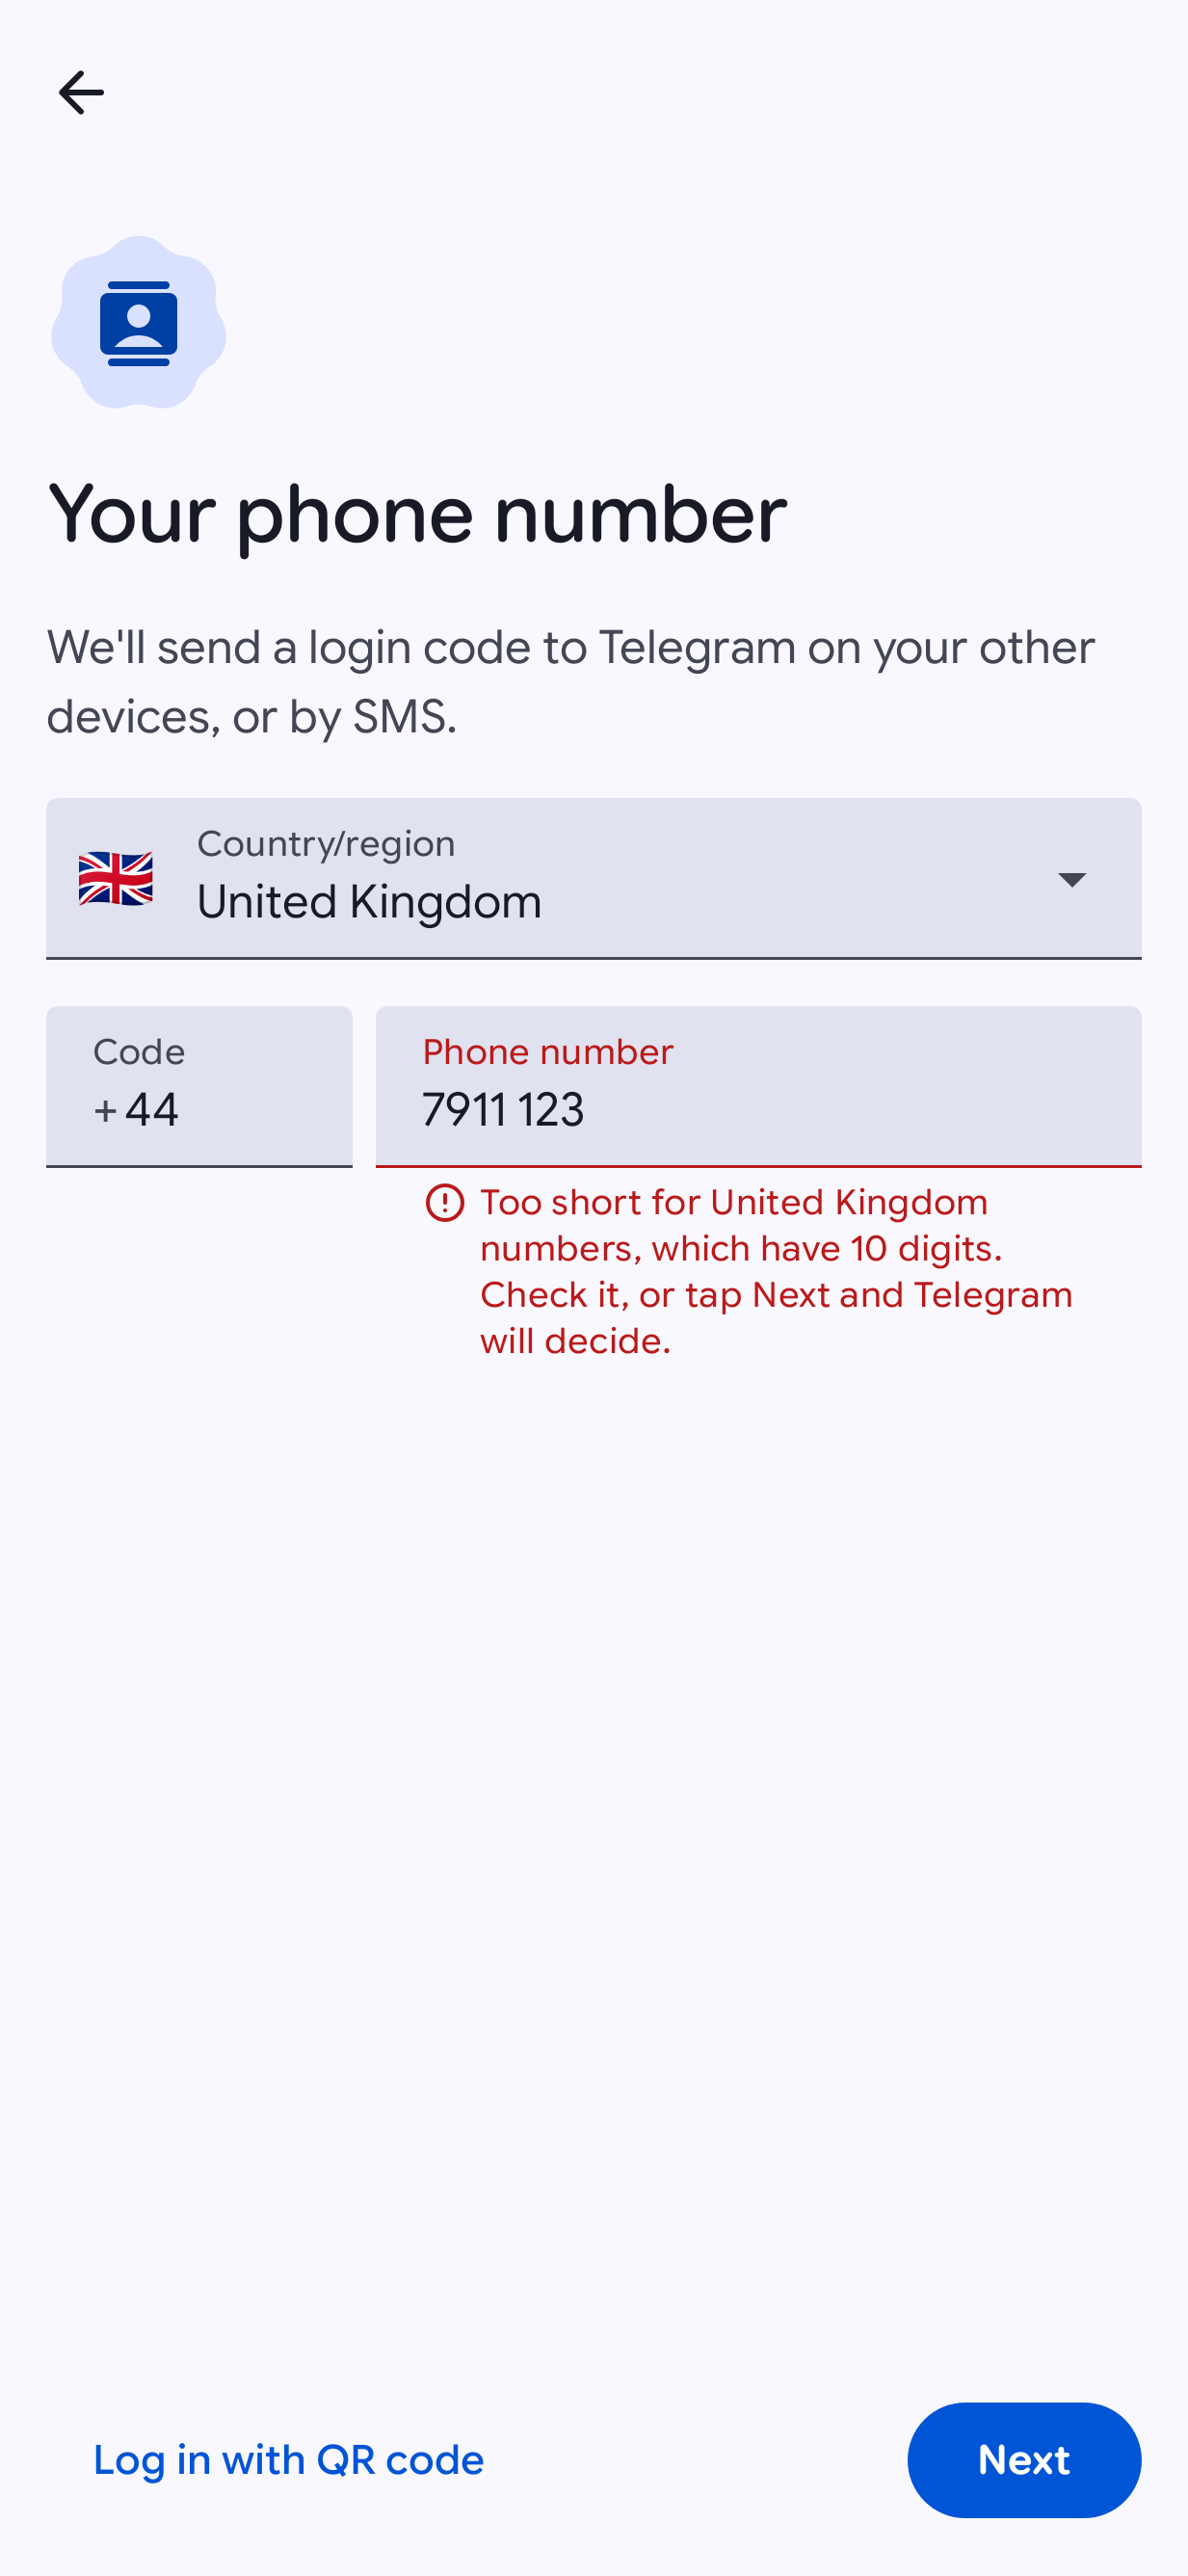 Your phone number
We'll send a login code to Telegram on your other
devices, or by SMS.
Country/region
United Kingdom
Code
+44
Phone number
7911 123
Too short for United Kingdom
numbers, which have 10 digits.
Check it, or tap Next and Telegram
will decide.
Log in with QR code
Next